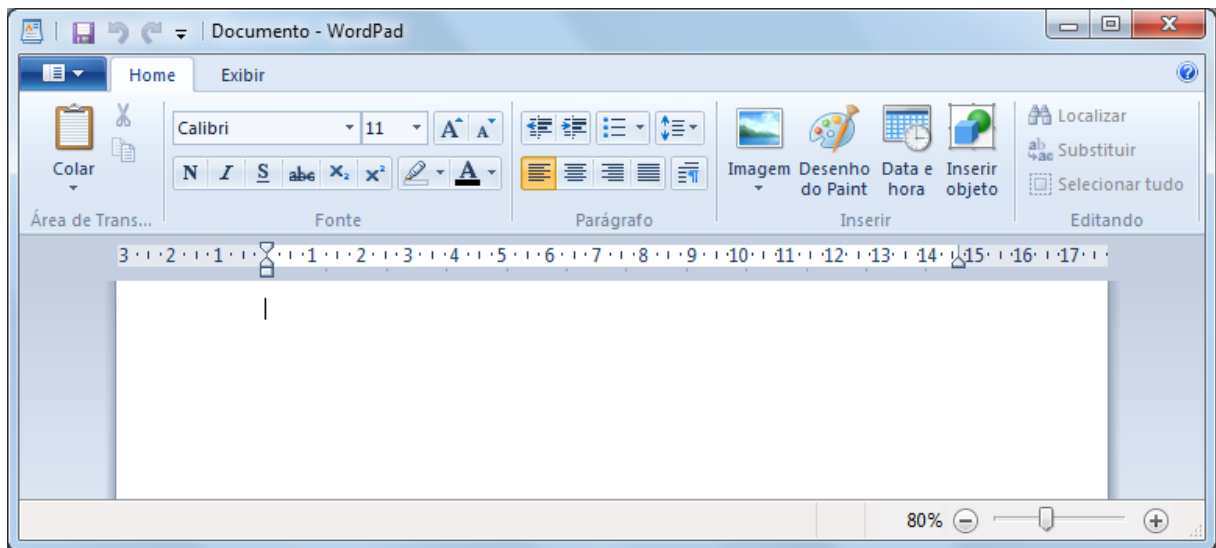 Documento - WordPad
Home Exibir
Colar
Área de Trans...
Calibri 11 A A
N I S abc X₂ x² A
Fonte
Parágrafo
Imagem Desenho do Paint Data e hora Inserir objeto
Inserir
Localizar
ab ac Substituir
Selecionar tudo
Editando
3 2 1 1 2 3 4 5 6 7 8 9 10 11 12 13 14 15 16 17
80%